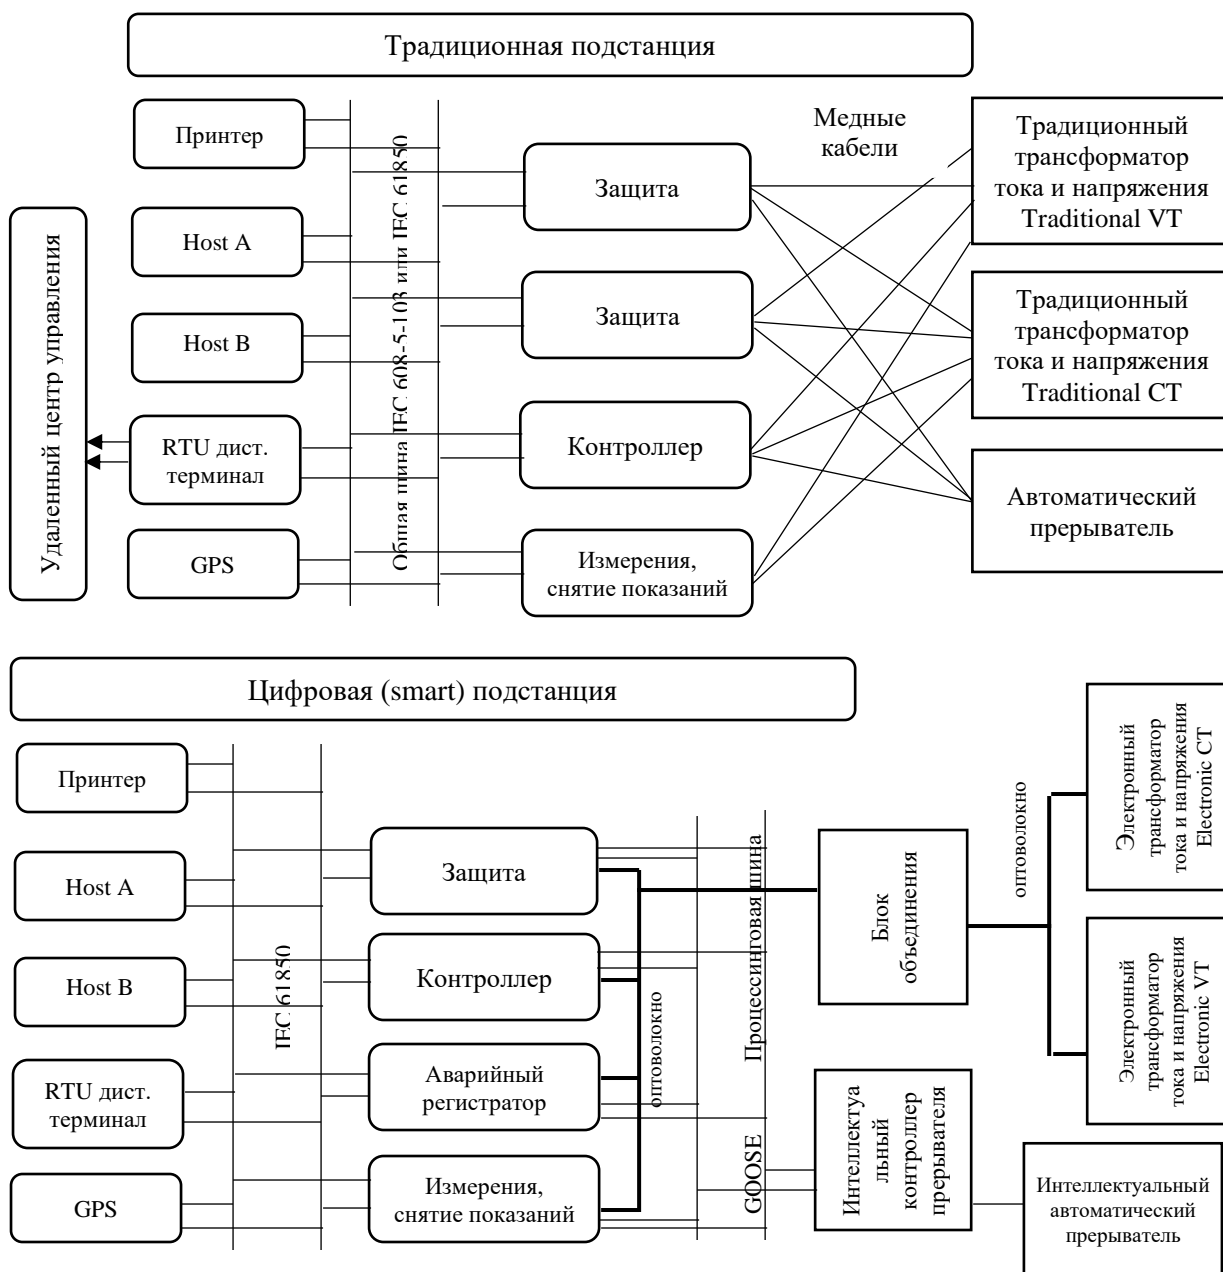 Традиционная подстанция
Принтер
Host A
Host B
RTU дист.
терминал
GPS
Удаленный центр управления
Общая шина IEC 608-5-103 или IEC 61850
Защита
Защита
Контроллер
Измерения,
снятие показаний
Медные
кабели
Традиционный
трансформатор
тока и напряжения
Traditional VT
Традиционный
трансформатор
тока и напряжения
Traditional CT
Автоматический
прерыватель
Цифровая (smart) подстанция
Принтер
Host A
Host B
RTU дист.
терминал
GPS
IEC 61850
Защита
Контроллер
Аварийный
регистратор
Измерения,
снятие показаний
оптоволокно
Процессинговая шина
GOOSE
Блок
объединения
Интеллектуа
льный
контроллер
прерывателя
оптоволокно
Электронный
трансформатор
тока и напряжения
Electronic CT
Электронный
трансформатор
тока и напряжения
Electronic VT
Интеллектуальный
автоматический
прерыватель